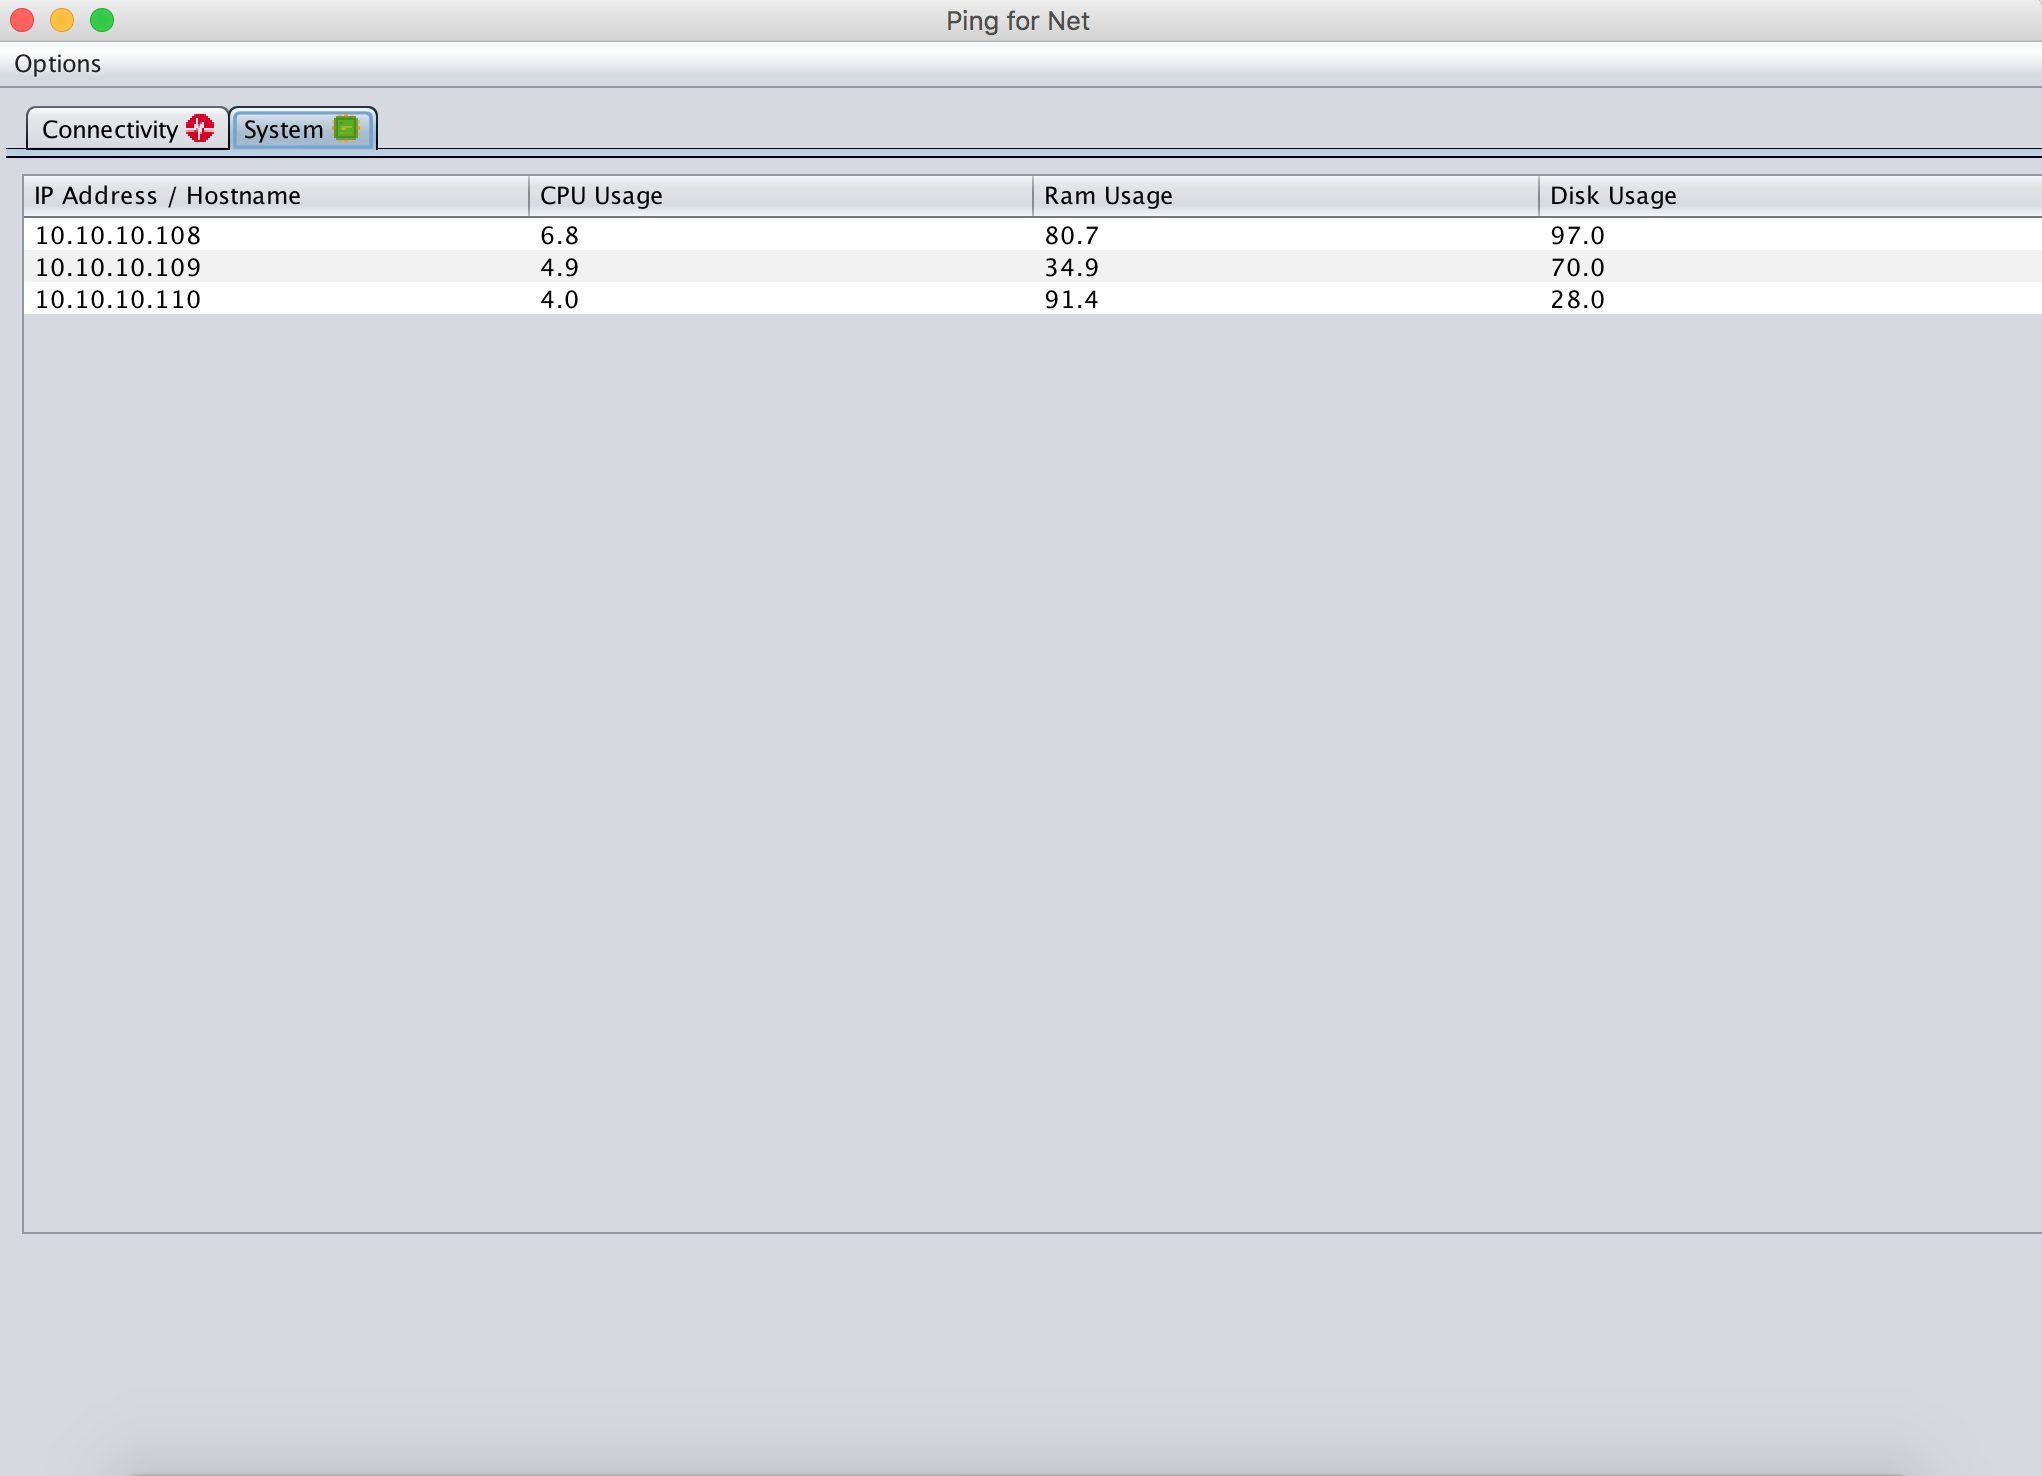 Ping for Net
Options
Connectivity System
IP Address / Hostname CPU Usage Ram Usage Disk Usage
10.10.10.108 6.8 80.7 97.0
10.10.10.109 4.9 34.9 70.0
10.10.10.110 4.0 91.4 28.0